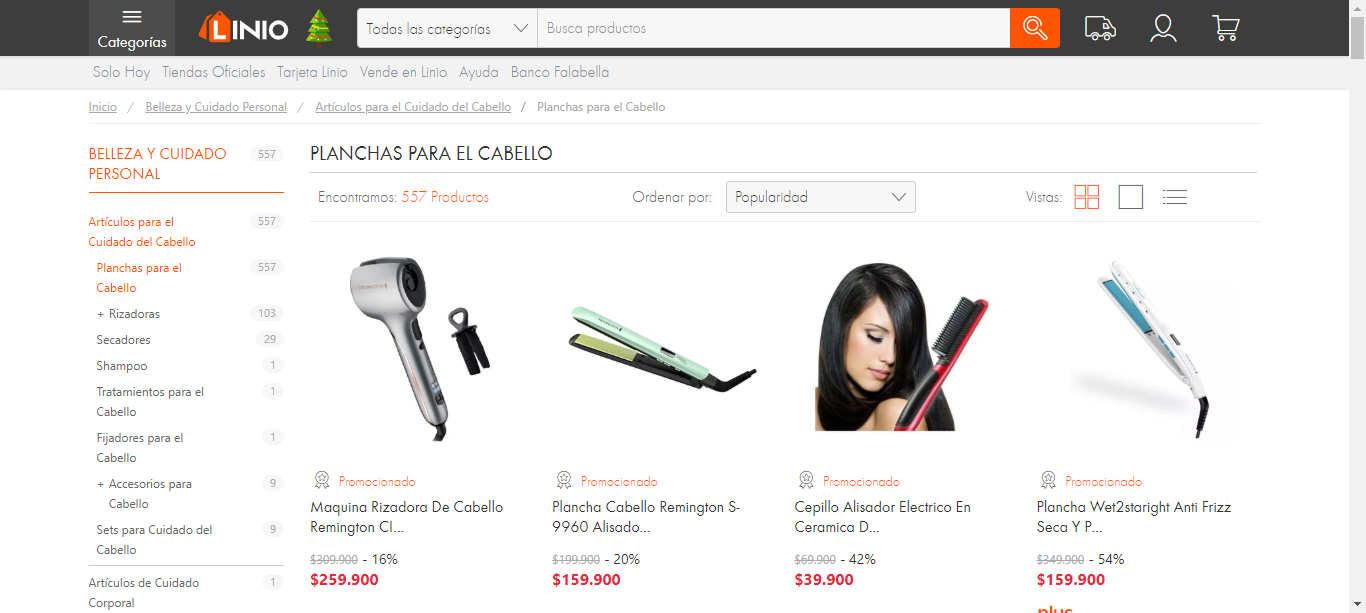 Categorías
LINIO
Todas las categorías
Busca productos
Solo Hoy Tiendas Oficiales Tarjeta Linio Vende en Linio Ayuda Banco Falabella
Inicio / Belleza y Cuidado Personal / Artículos para el Cuidado del Cabello / Planchas para el Cabello
BELLEZA Y CUIDADO 557
PERSONAL
Artículos para el 557
Cuidado del Cabello
Planchas para el 557
Cabello
+ Rizadoras 103
Secadores 29
Shampoo 1
Tratamientos para el 1
Cabello
Fijadores para el 1
Cabello
+ Accesorios para 9
Cabello
Sets para Cuidado del 9
Cabello
Artículos de Cuidado 1
Corporal
PLANCHAS PARA EL CABELLO
Encontramos: 557 Productos
Ordenar por: Popularidad
Vistas:
Promocionado
Maquina Rizadora De Cabello
Remington CI...
$309.900 - 16%
$259.900
Promocionado
Plancha Cabello Remington S-
9960 Alisado...
$199.900 - 20%
$159.900
Promocionado
Cepillo Alisador Electrico En
Ceramica D...
$69.900 - 42%
$39.900
Promocionado
Plancha Wet2staright Anti Frizz
Seca Y P...
$349.900 - 54%
$159.900
plus